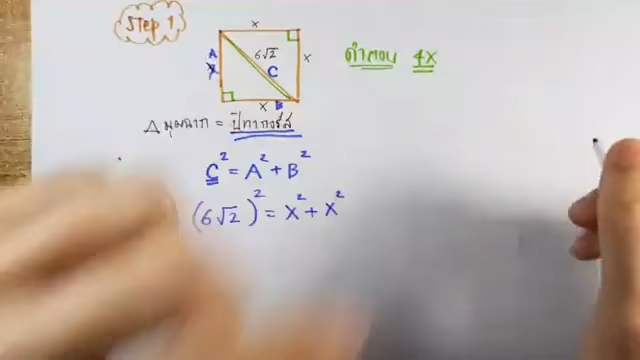 Step 1
x
A
x
6√2
C
x
x
B
คำตอบ 4x
△ มุมฉาก = ปีทาโกรัส
C² = A² + B²
(6√2)² = x² + x²